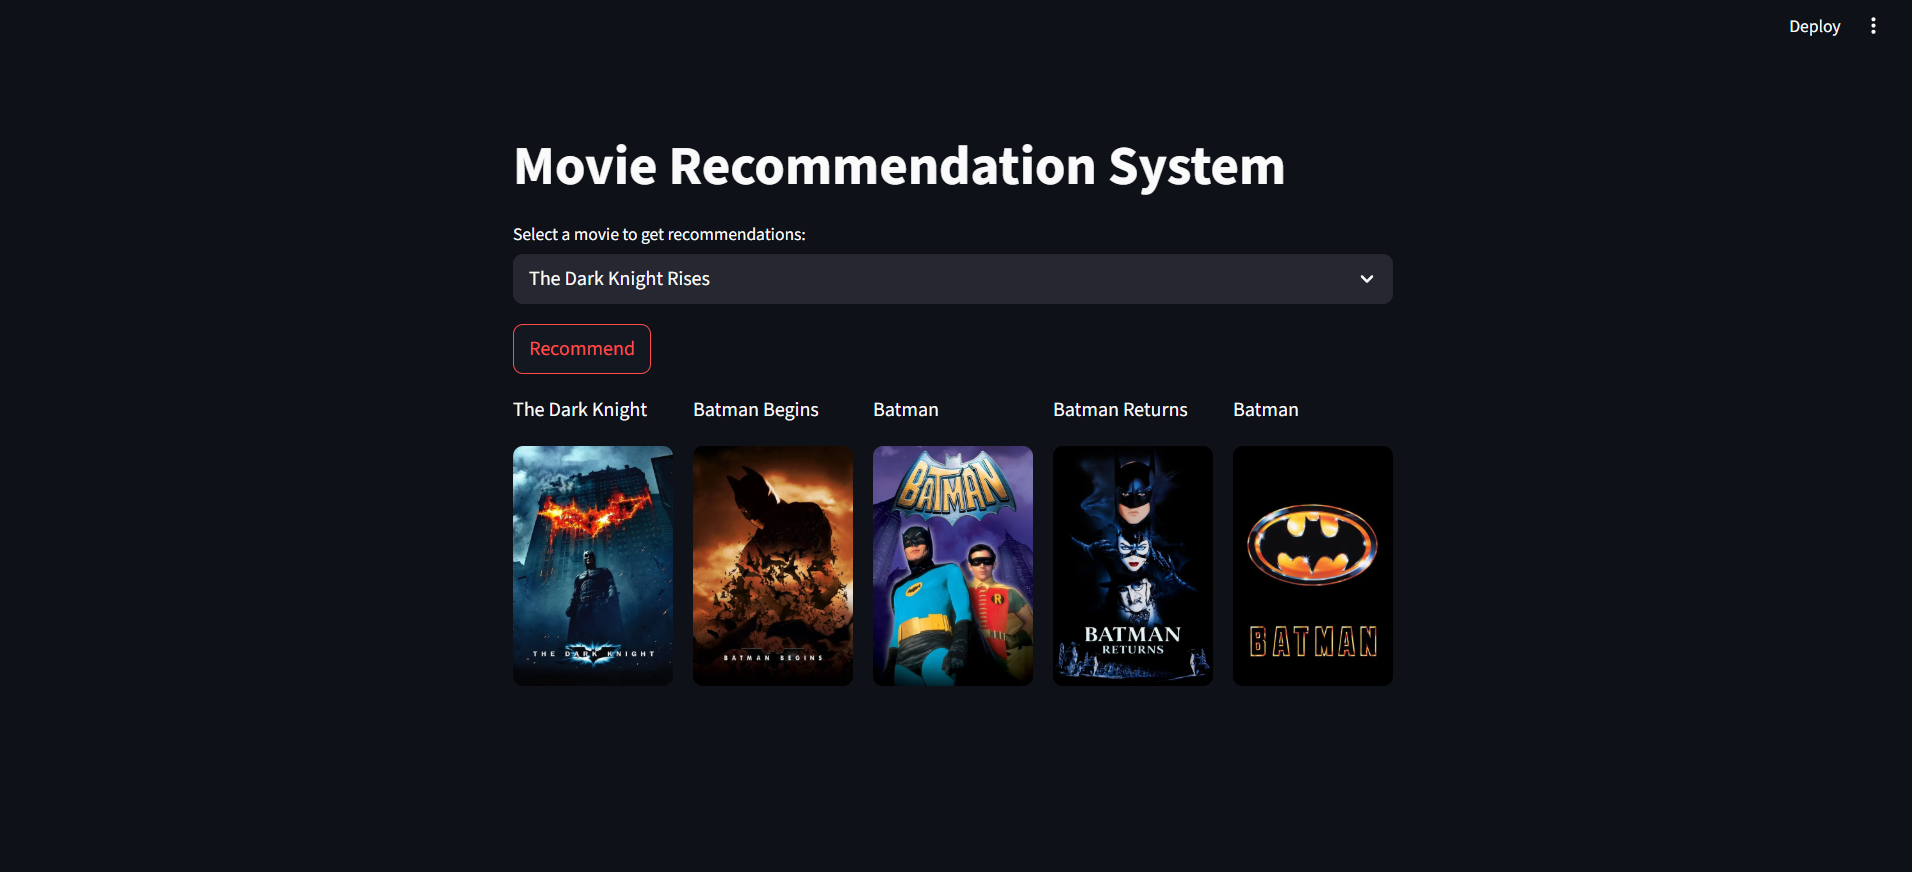 Deploy
Movie Recommendation System
Select a movie to get recommendations:
The Dark Knight Rises
Recommend
The Dark Knight
Batman Begins
Batman
Batman Returns
Batman
THE DARK KNIGHT
BATMAN BEGINS
BATMAN
R
BATMAN
RETURNS
BATMAN